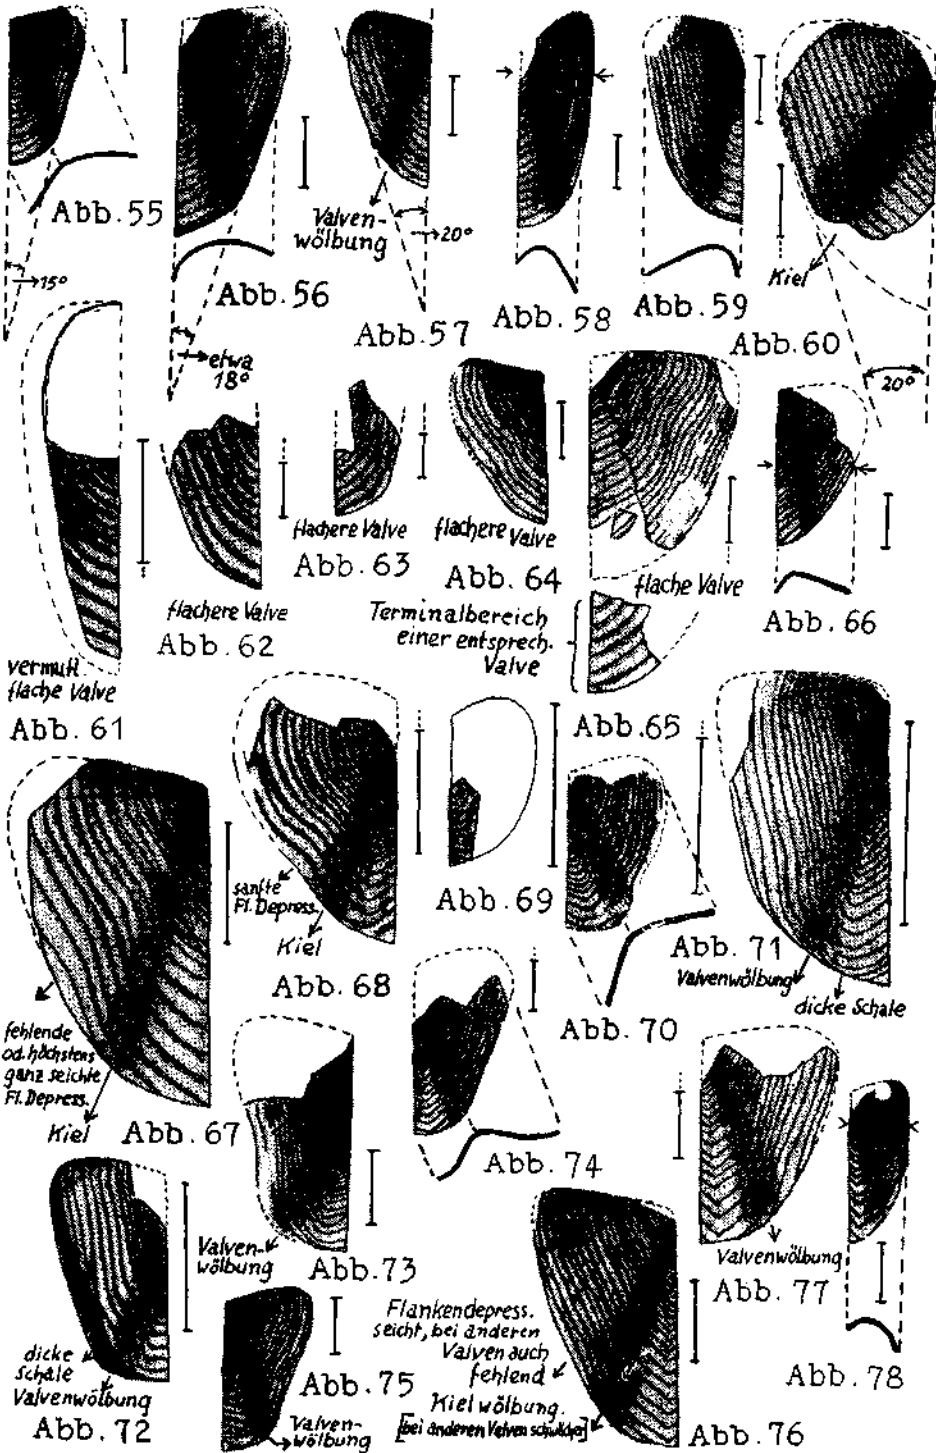 Abb. 55
15°
Abb. 56
etwa
18°
Valven-
wölbung
20°
Abb. 57
Abb. 58
Abb. 59
Kiel
Abb. 60
20°
vermutl.
flache Valve
Abb. 61
flachere Valve
Abb. 62
flachere Valve
Abb. 63
flachere Valve
Abb. 64
flache Valve
Terminalbereich
einer entsprech.
Valve
Abb. 65
Abb. 66
fehlende
od. höchstens
ganz seichte
Fl. Depress.
Kiel
Abb. 67
sanfte
Fl. Depress.
Kiel
Abb. 68
Abb. 69
Abb. 70
Abb. 71
Valvenwölbung
dicke Schale
dicke
Schale
Valvenwölbung
Abb. 72
Valven-
wölbung
Abb. 73
Abb. 74
Abb. 75
Valven-
wölbung
Flankendepress.
seicht, bei anderen
Valven auch
fehlend
Kielwölbung.
[bei anderen Valven schwächer]
Abb. 76
Valvenwölbung
Abb. 77
Abb. 78